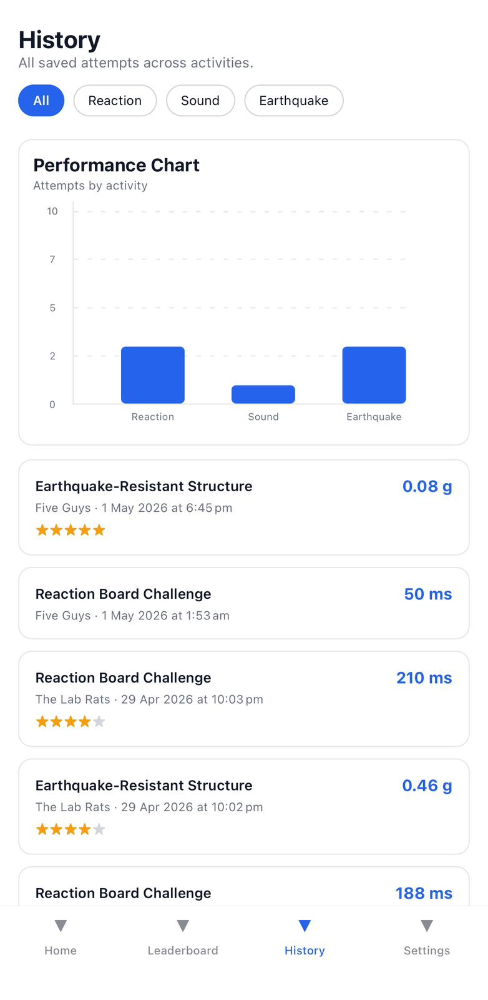 History
All saved attempts across activities.
All Reaction Sound Earthquake
Performance Chart
Attempts by activity
10
7
5
2
0
Reaction Sound Earthquake
Earthquake-Resistant Structure 0.08 g
Five Guys · 1 May 2026 at 6:45 pm
Reaction Board Challenge 50 ms
Five Guys · 1 May 2026 at 1:53 am
Reaction Board Challenge 210 ms
The Lab Rats · 29 Apr 2026 at 10:03 pm
Earthquake-Resistant Structure 0.46 g
The Lab Rats · 29 Apr 2026 at 10:02 pm
Reaction Board Challenge 188 ms
Home Leaderboard History Settings